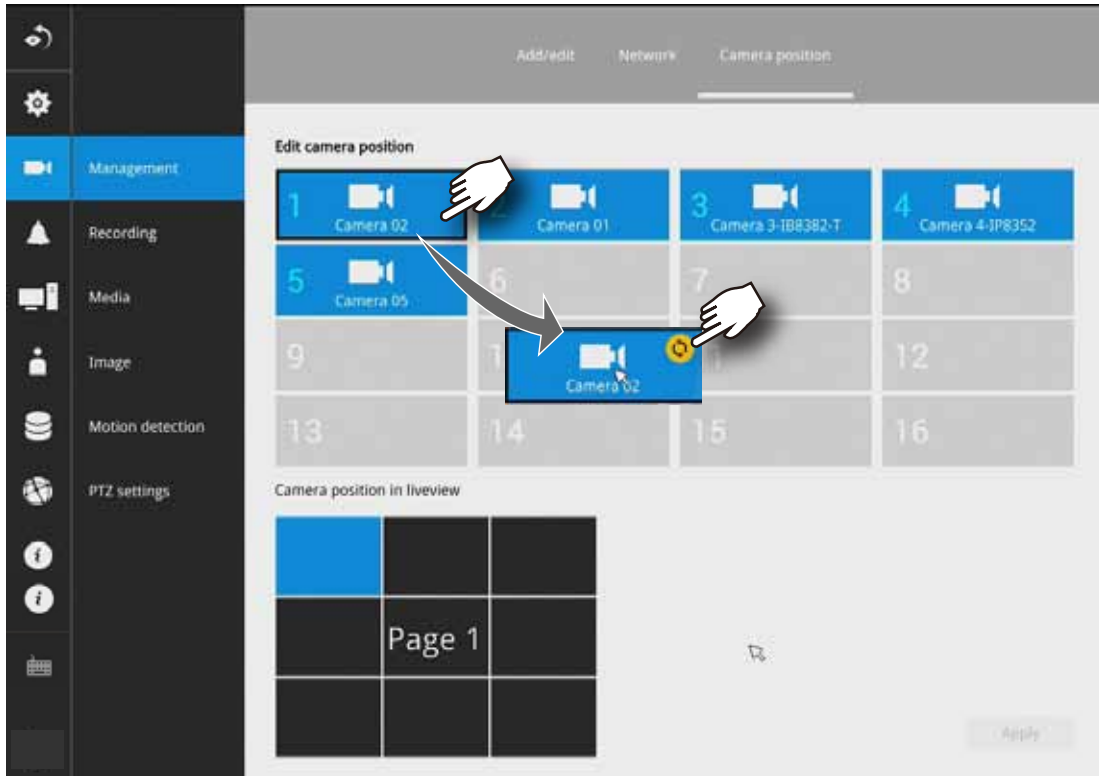 Add/edit Network Camera position
Edit camera position
Management
Recording
Media
Image
Motion detection
PTZ settings
1 Camera 02
2 Camera 01
3 Camera 3-IB8382-T
4 Camera 4-IP8352
5 Camera 05
6
7
8
9
Camera 02
12
13
14
15
16
Camera position in liveview
Page 1
Apply